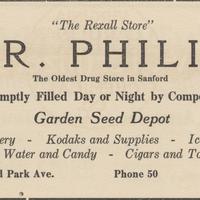 "The Rexall Store"
R. PHILI
The Oldest Drug Store in Sanford
mptly Filled Day or Night by Compe
Garden Seed Depot
ery - Kodaks and Supplies - Ic
Water and Candy - Cigars and To
d Park Ave. Phone 50